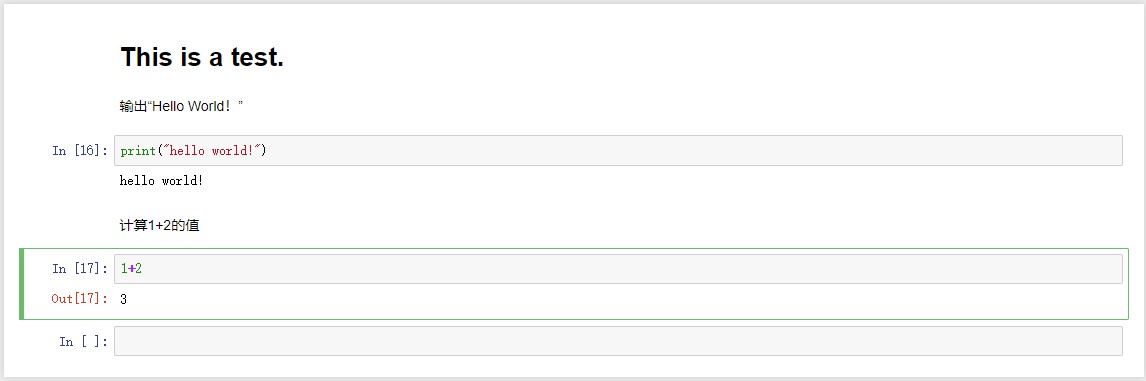 This is a test.
输出“Hello World！”
In [16]: print("hello world!")
hello world!
计算1+2的值
In [17]: 1+2
Out[17]: 3
In [ ]: